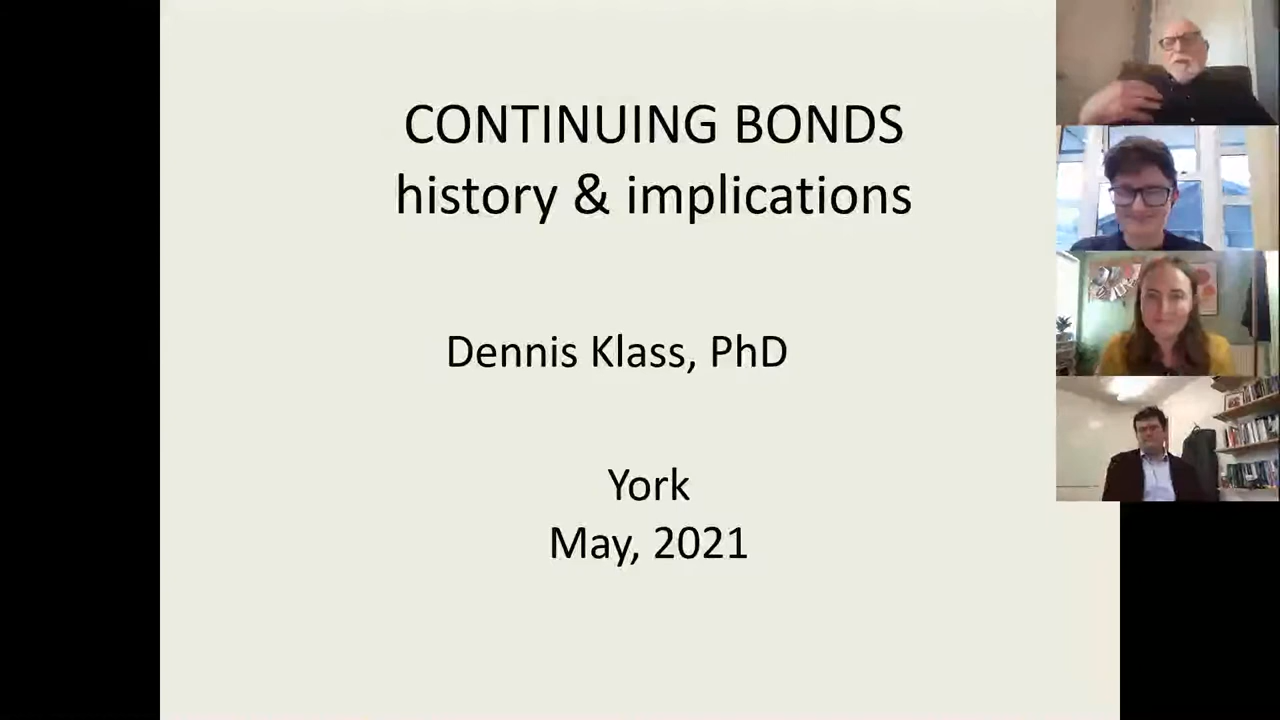 CONTINUING BONDS
history & implications
Dennis Klass, PhD
York
May, 2021